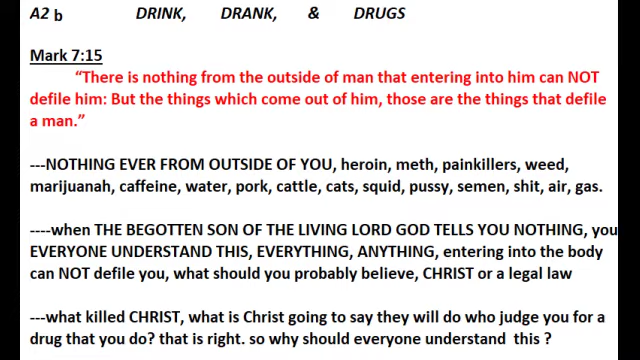 A2 b DRINK, DRANK, & DRUGS
Mark 7:15
“There is nothing from the outside of man that entering into him can NOT
defile him: But the things which come out of him, those are the things that defile
a man.”
---NOTHING EVER FROM OUTSIDE OF YOU, heroin, meth, painkillers, weed,
marijuanah, caffeine, water, pork, cattle, cats, squid, pussy, semen, shit, air, gas.
----when THE BEGOTTEN SON OF THE LIVING LORD GOD TELLS YOU NOTHING, you
EVERYONE UNDERSTAND THIS, EVERYTHING, ANYTHING, entering into the body
can NOT defile you, what should you probably believe, CHRIST or a legal law
---what killed CHRIST, what is Christ going to say they will do who judge you for a
drug that you do? that is right. so why should everyone understand this ?